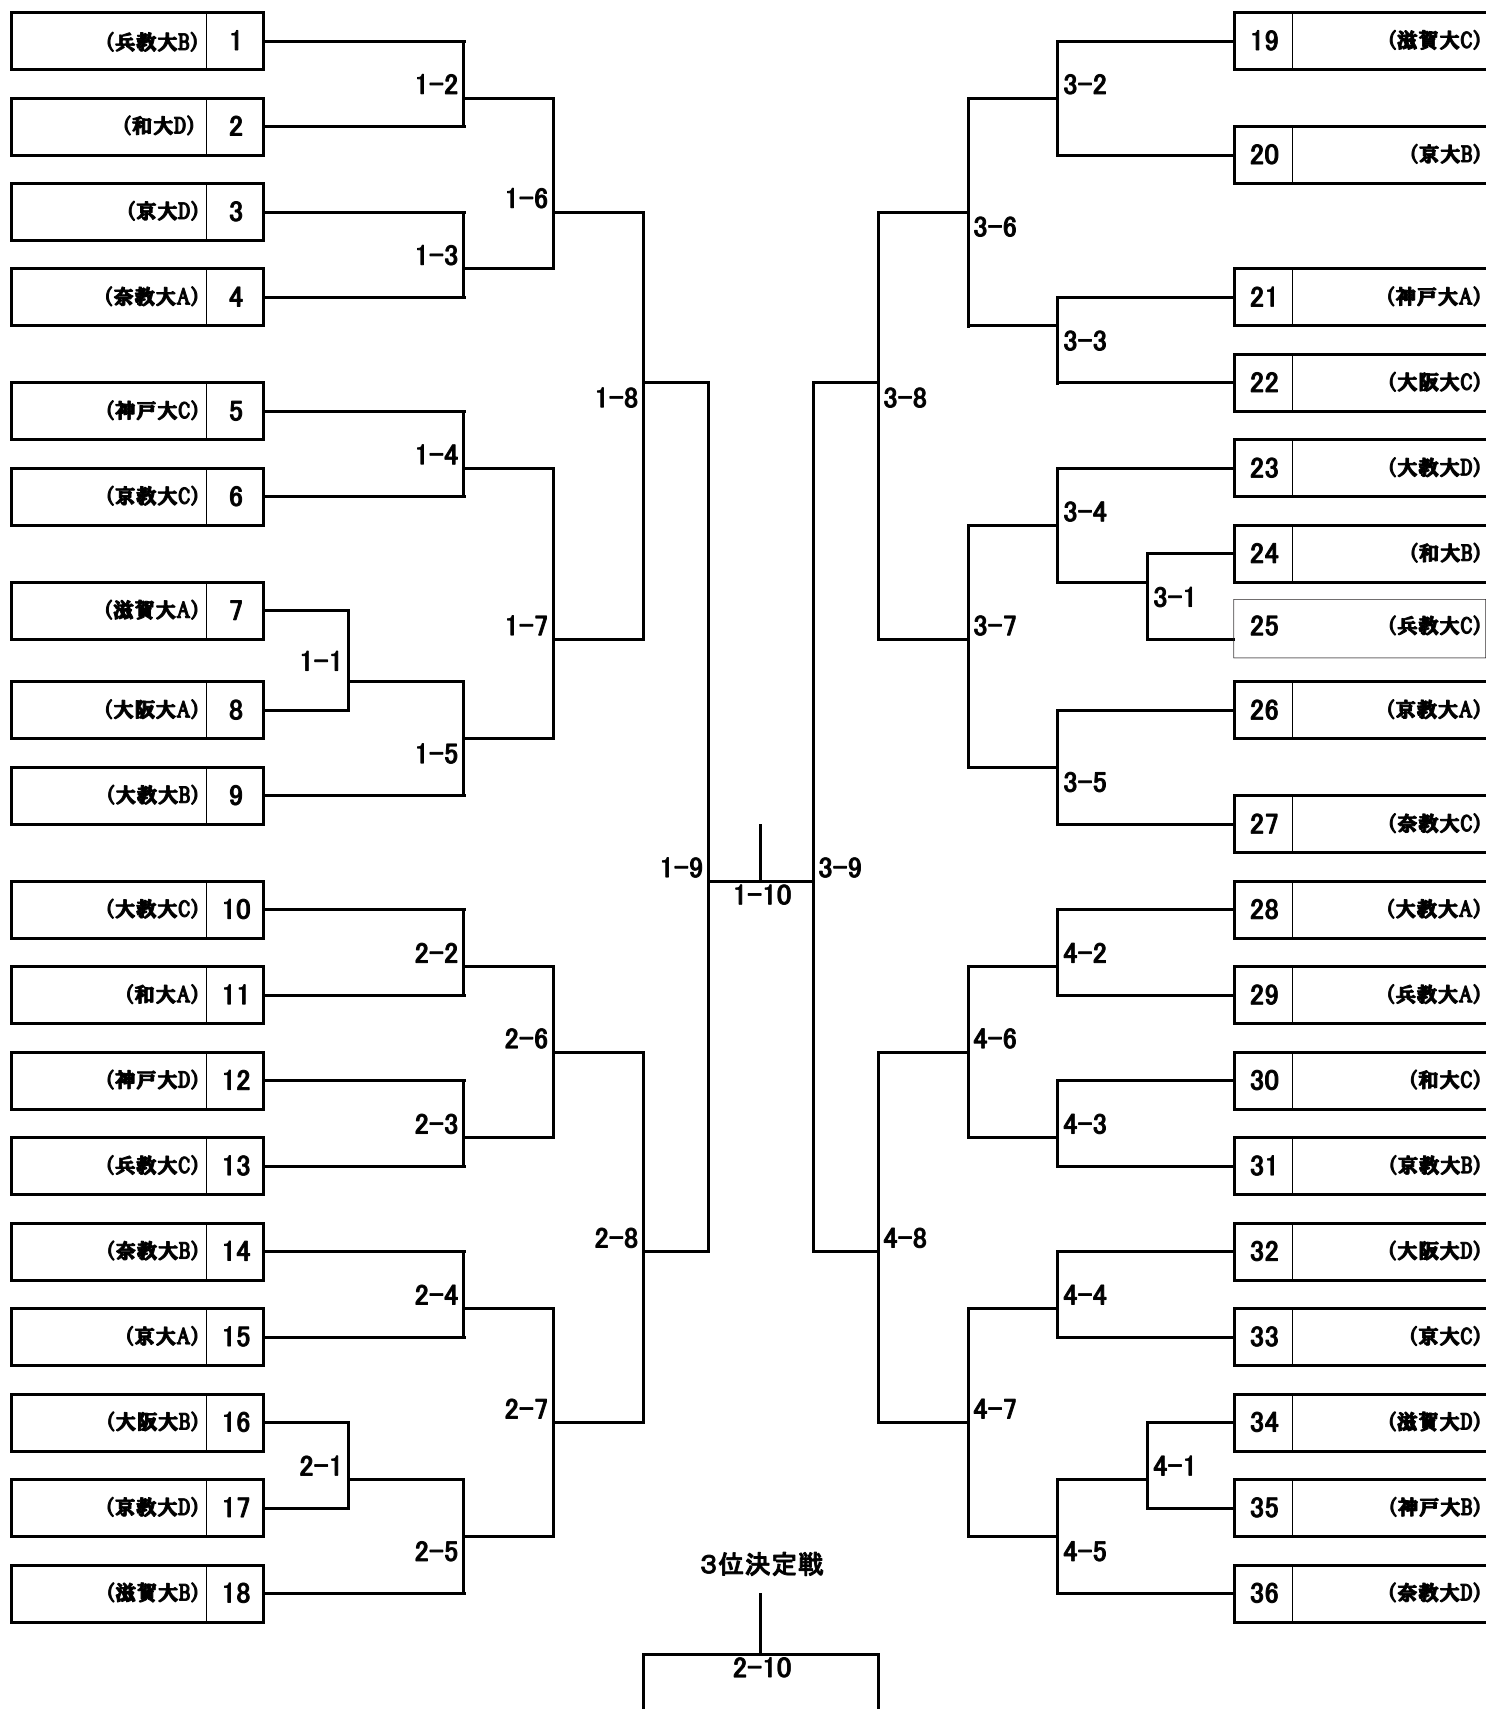 (兵教大B) 1
1-2
(和大D) 2
1-6
(京大D) 3
1-3
(奈教大A) 4
1-8
(神戸大C) 5
1-4
(京教大C) 6
(滋賀大A) 7
1-7
1-1
(大阪大A) 8
1-5
(大教大B) 9
1-9
(大教大C) 10
2-2
(和大A) 11
2-6
(神戸大D) 12
2-3
(兵教大C) 13
2-8
(奈教大B) 14
2-4
(京大A) 15
2-7
(大阪大B) 16
2-1
(京教大D) 17
2-5
(滋賀大B) 18
1-10
19 (滋賀大C)
3-2
20 (京大B)
3-6
21 (神戸大A)
3-3
22 (大阪大C)
3-8
23 (大教大D)
3-4
24 (和大B)
3-1
25 (兵教大C)
3-7
26 (京教大A)
3-5
27 (奈教大C)
3-9
28 (大教大A)
4-2
29 (兵教大A)
4-6
30 (和大C)
4-3
31 (京教大B)
4-8
32 (大阪大D)
4-4
33 (京大C)
4-7
34 (滋賀大D)
4-1
35 (神戸大B)
4-5
36 (奈教大D)
3位決定戦
2-10